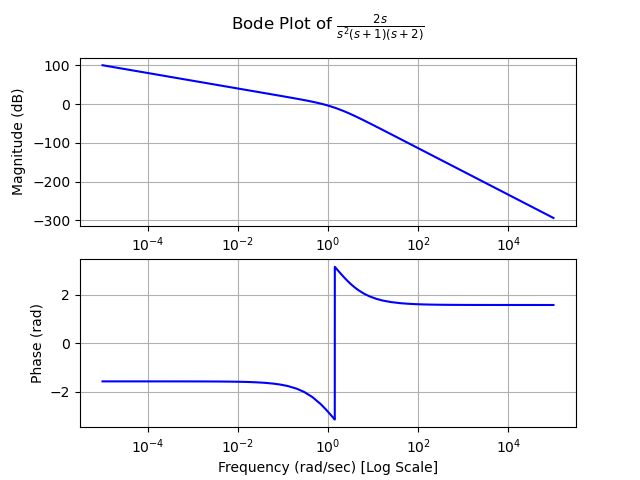 Bode Plot of $\frac{2s}{s^2(s+1)(s+2)}$
100
0
−100
−200
−300
Magnitude (dB)
10^{-4} 10^{-2} 10^{0} 10^{2} 10^{4}
2
0
−2
Phase (rad)
10^{-4} 10^{-2} 10^{0} 10^{2} 10^{4}
Frequency (rad/sec) [Log Scale]